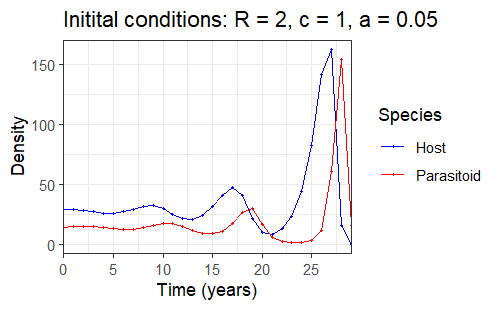 Initital conditions: R = 2, c = 1, a = 0.05
150
100
50
0
Density
0 5 10 15 20 25
Time (years)
Species
Host
Parasitoid